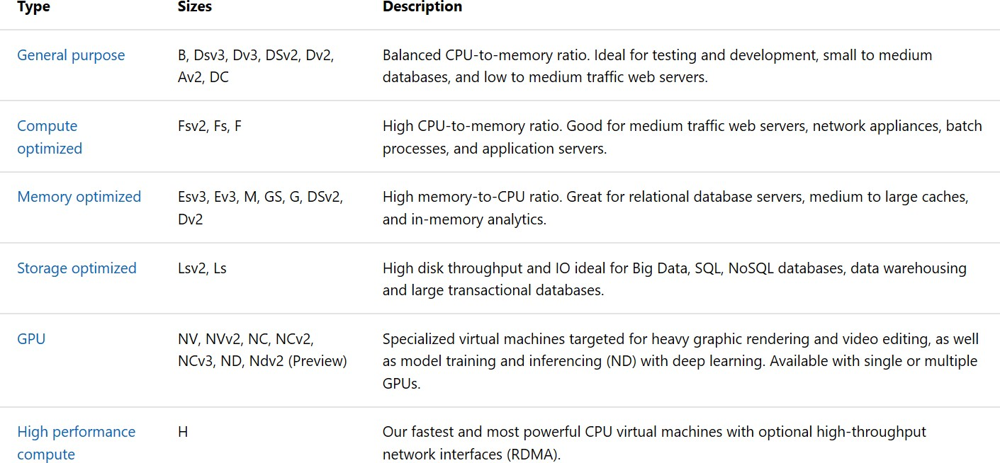 Type Sizes Description
General purpose B, Dsv3, Dv3, DSv2, Dv2, Balanced CPU-to-memory ratio. Ideal for testing and development, small to medium
Av2, DC databases, and low to medium traffic web servers.
Compute Fsv2, Fs, F High CPU-to-memory ratio. Good for medium traffic web servers, network appliances, batch
optimized processes, and application servers.
Memory optimized Esv3, Ev3, M, GS, G, DSv2, High memory-to-CPU ratio. Great for relational database servers, medium to large caches,
Dv2 and in-memory analytics.
Storage optimized Lsv2, Ls High disk throughput and IO ideal for Big Data, SQL, NoSQL databases, data warehousing
and large transactional databases.
GPU NV, NVv2, NC, NCv2, Specialized virtual machines targeted for heavy graphic rendering and video editing, as well
NCv3, ND, Ndv2 (Preview) as model training and inferencing (ND) with deep learning. Available with single or multiple
GPUs.
High performance H Our fastest and most powerful CPU virtual machines with optional high-throughput
compute network interfaces (RDMA).